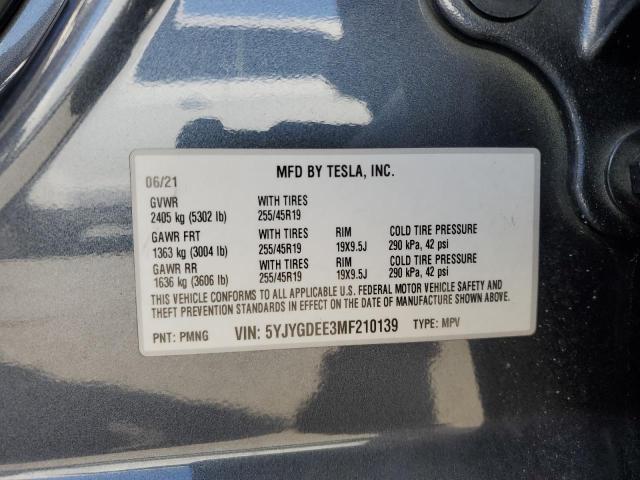 MFD BY TESLA, INC.
06/21
GVWR WITH TIRES
2405 kg (5302 lb) 255/45R19
GAWR FRT WITH TIRES RIM COLD TIRE PRESSURE
1363 kg (3004 lb) 255/45R19 19X9.5J 290 kPa, 42 psi
GAWR RR WITH TIRES RIM COLD TIRE PRESSURE
1636 kg (3606 lb) 255/45R19 19X9.5J 290 kPa, 42 psi
THIS VEHICLE CONFORMS TO ALL APPLICABLE U.S. FEDERAL MOTOR VEHICLE SAFETY AND
THEFT PREVENTION STANDARDS IN EFFECT ON THE DATE OF MANUFACTURE SHOWN ABOVE.
PNT: PMNG VIN: 5YJYGDEE3MF210139 TYPE: MPV